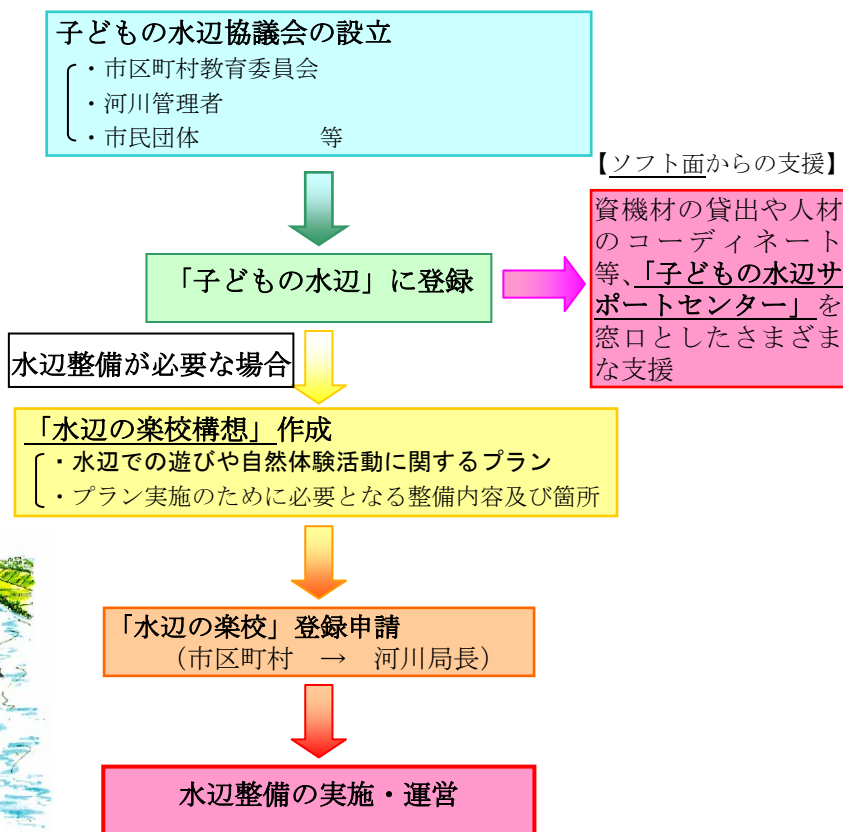 子どもの水辺協議会の設立
・市区町村教育委員会
・河川管理者
・市民団体　　　　　等
【ソフト面からの支援】
資機材の貸出や人材
のコーディネート
等、「子どもの水辺サ
ポートセンター」を
窓口としたさまざま
な支援
「子どもの水辺」に登録
水辺整備が必要な場合
「水辺の楽校構想」作成
・水辺での遊びや自然体験活動に関するプラン
・プラン実施のために必要となる整備内容及び箇所
「水辺の楽校」登録申請
（市区町村　→　河川局長）
水辺整備の実施・運営